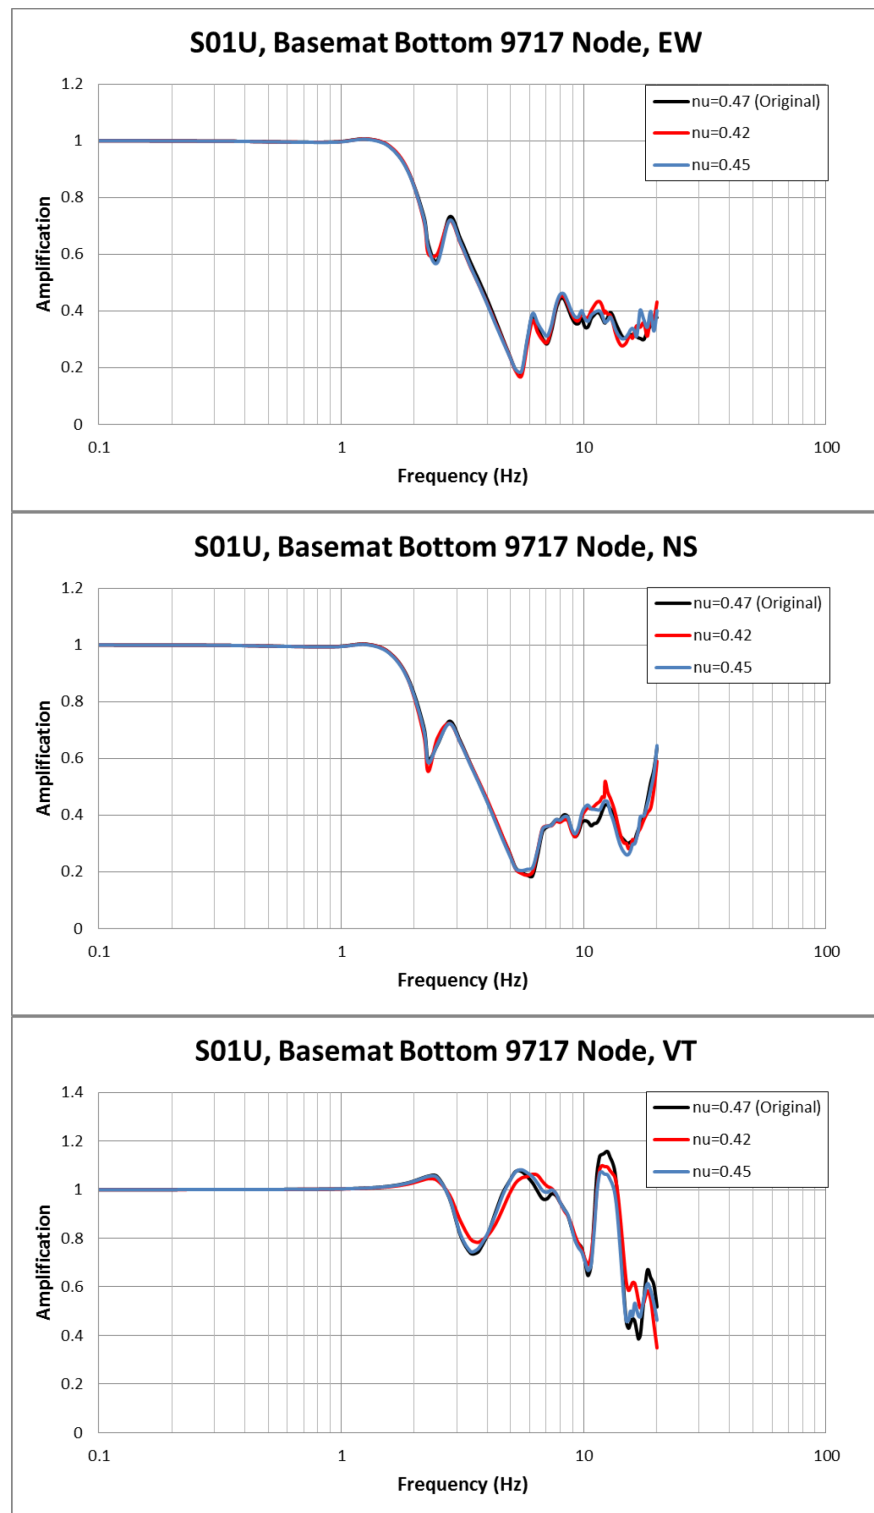 S01U, Basemat Bottom 9717 Node, EW
1.2
nu=0.47 (Original)
1
nu=0.42
0.8
nu=0.45
Amplification
0.6
0.4
0.2
0
0.1 1 10 100
Frequency (Hz)
S01U, Basemat Bottom 9717 Node, NS
1.2
nu=0.47 (Original)
1
nu=0.42
0.8
nu=0.45
Amplification
0.6
0.4
0.2
0
0.1 1 10 100
Frequency (Hz)
S01U, Basemat Bottom 9717 Node, VT
1.4
nu=0.47 (Original)
1.2
nu=0.42
1
nu=0.45
Amplification
0.8
0.6
0.4
0.2
0
0.1 1 10 100
Frequency (Hz)